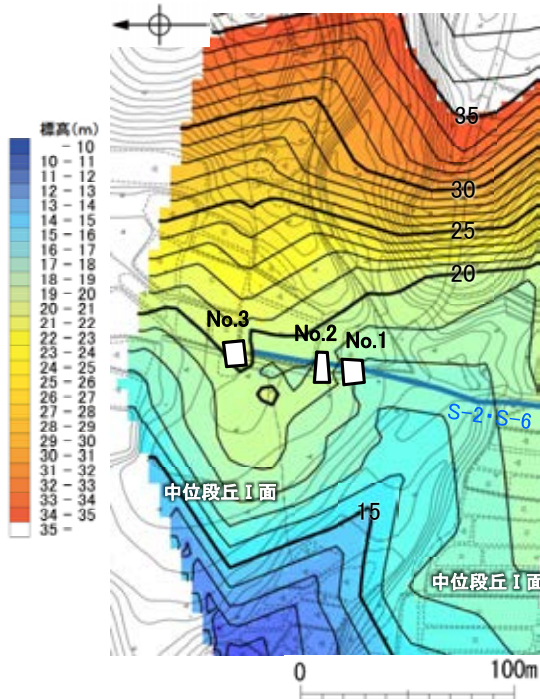 標高(m)
- 10
10 - 11
11 - 12
12 - 13
13 - 14
14 - 15
15 - 16
16 - 17
17 - 18
18 - 19
19 - 20
20 - 21
21 - 22
22 - 23
23 - 24
24 - 25
25 - 26
26 - 27
27 - 28
28 - 29
29 - 30
30 - 31
31 - 32
32 - 33
33 - 34
34 - 35
35 -
35
30
25
20
No.3
No.2
No.1
S-2・S-6
中位段丘Ⅰ面
15
中位段丘Ⅰ面
0
100m